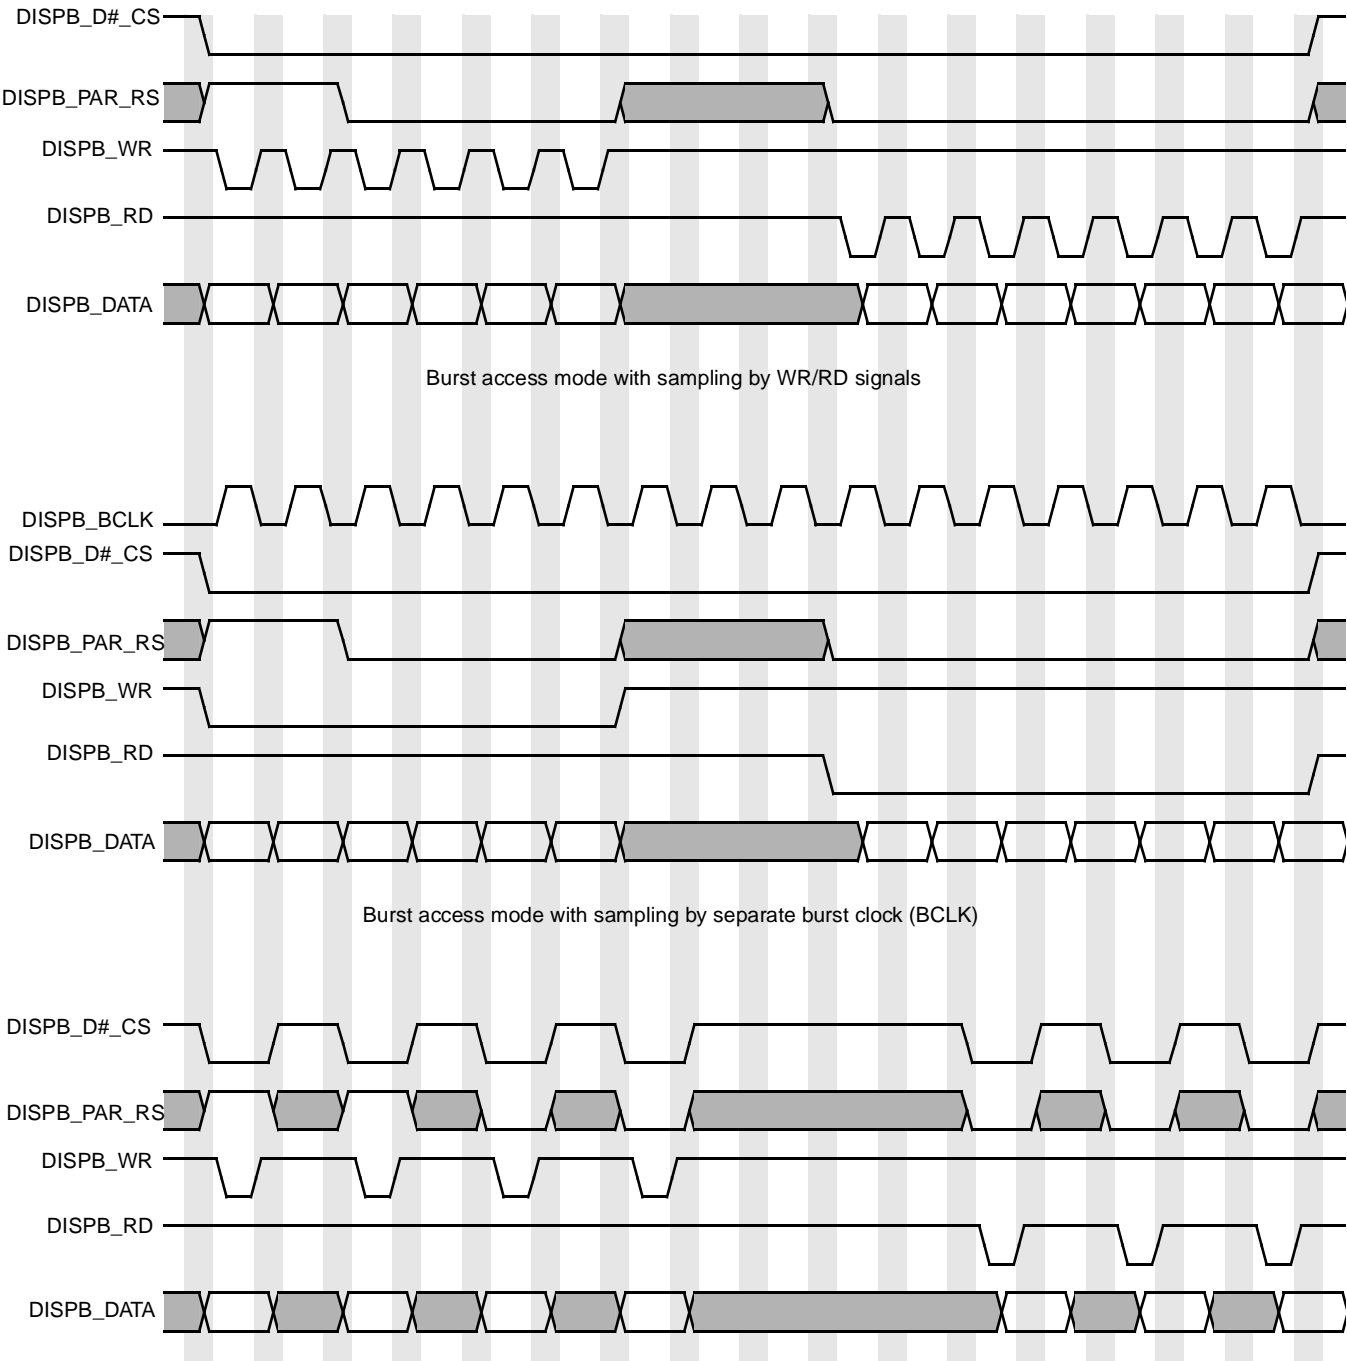 DISPB_D#_CS
DISPB_PAR_RS
DISPB_WR
DISPB_RD
DISPB_DATA
Burst access mode with sampling by WR/RD signals
DISPB_BCLK
DISPB_D#_CS
DISPB_PAR_RS
DISPB_WR
DISPB_RD
DISPB_DATA
Burst access mode with sampling by separate burst clock (BCLK)
DISPB_D#_CS
DISPB_PAR_RS
DISPB_WR
DISPB_RD
DISPB_DATA